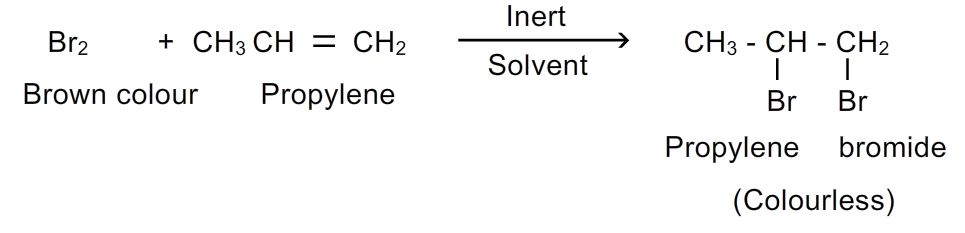 Inert
Br2 + CH3 CH = CH2 CH3 - CH - CH2
Solvent
Brown colour Propylene Br Br
Propylene bromide
(Colourless)